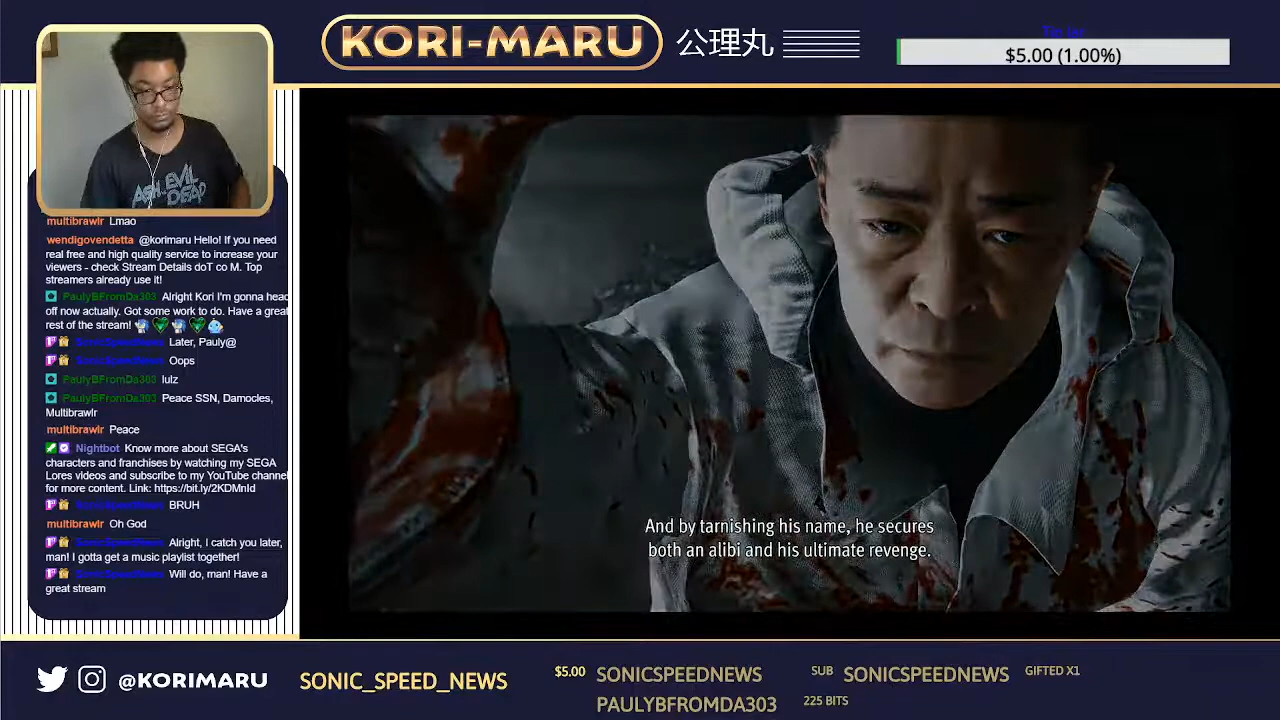 KORI-MARU 公理丸
Tip jar
$5.00 (1.00%)
ASH VS EVIL
DEAD
multibrawlr Lmao
wendigovendetta @korimaru Hello! If you need
real free and high quality service to increase your
viewers - check Stream Details doT co M. Top
streamers already use it!
PaulyBFromDa303 Alright Kori I'm gonna head
off now actually. Got some work to do. Have a great
rest of the stream!
SonicSpeedNews Later, Pauly@
SonicSpeedNews Oops
PaulyBFromDa303 lulz
PaulyBFromDa303 Peace SSN, Damocles,
Multibrawlr
multibrawlr Peace
Nightbot Know more about SEGA's
characters and franchises by watching my SEGA
Lores videos and subscribe to my YouTube channel
for more content. Link: https://bit.ly/2KDMnId
SonicSpeedNews BRUH
multibrawlr Oh God
SonicSpeedNews Alright, I catch you later,
man! I gotta get a music playlist together!
SonicSpeedNews Will do, man! Have a
great stream
And by tarnishing his name, he secures
both an alibi and his ultimate revenge.
@KORIMARU
SONIC_SPEED_NEWS
$5.00 SONICSPEEDNEWS
PAULYBFROMDA303
SUB SONICSPEEDNEWS GIFTED X1
225 BITS